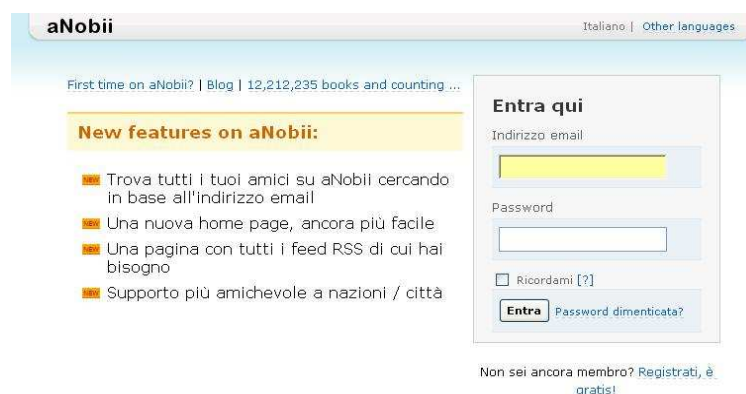 aNobii
Italiano | Other languages
First time on aNobii? | Blog | 12,212,235 books and counting ...
New features on aNobii:
NEW Trova tutti i tuoi amici su aNobii cercando
in base all'indirizzo email
NEW Una nuova home page, ancora più facile
NEW Una pagina con tutti i feed RSS di cui hai
bisogno
NEW Supporto più amichevole a nazioni / città
Entra qui
Indirizzo email
Password
Ricordami [?]
Entra Password dimenticata?
Non sei ancora membro? Registrati, è
gratis!